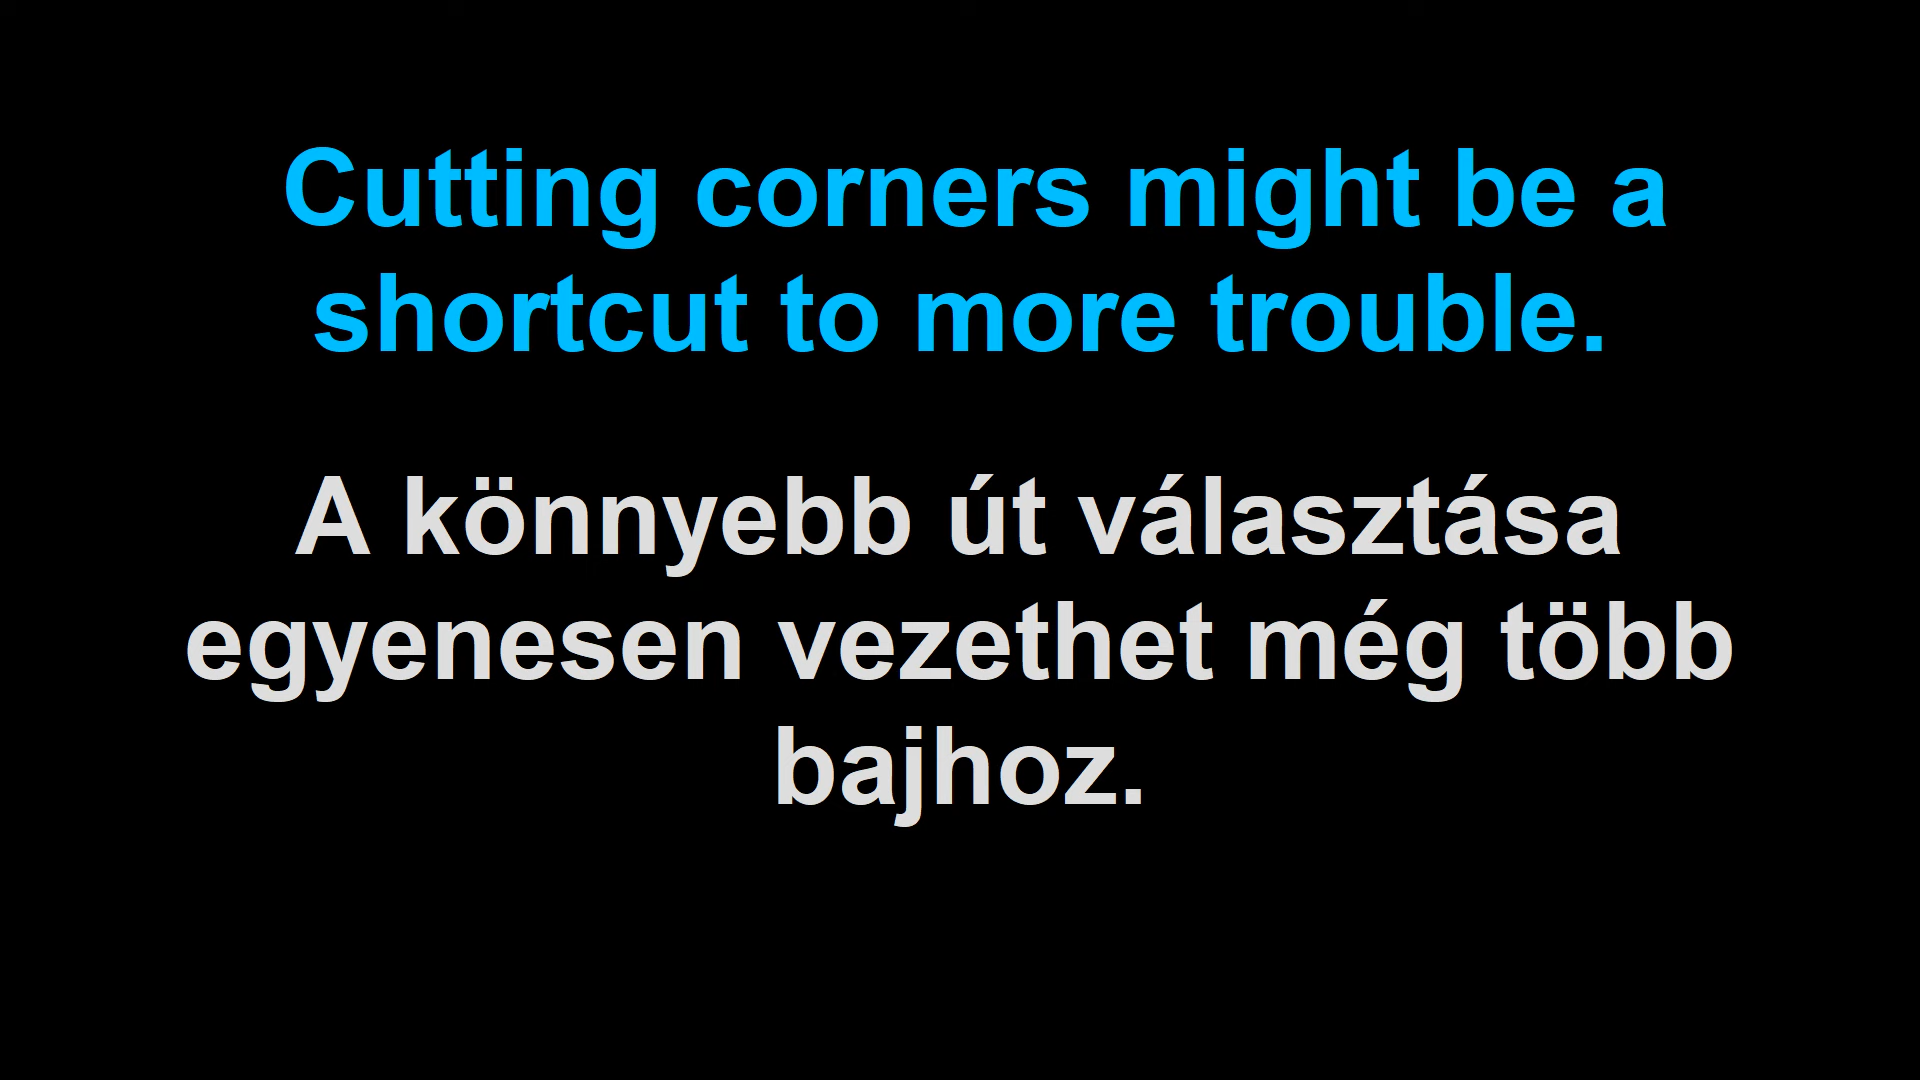 Cutting corners might be a
shortcut to more trouble.
A könnyebb út választása
egyenesen vezethet még több
bajhoz.